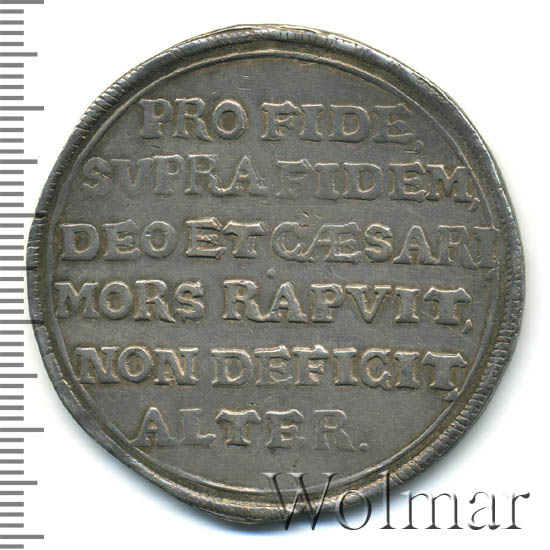 PRO FIDE,
SVPRA FIDEM,
DEO ET CÆSARI
MORS RAPVIT,
NON DEFICIT,
ALTER.
Wolmar